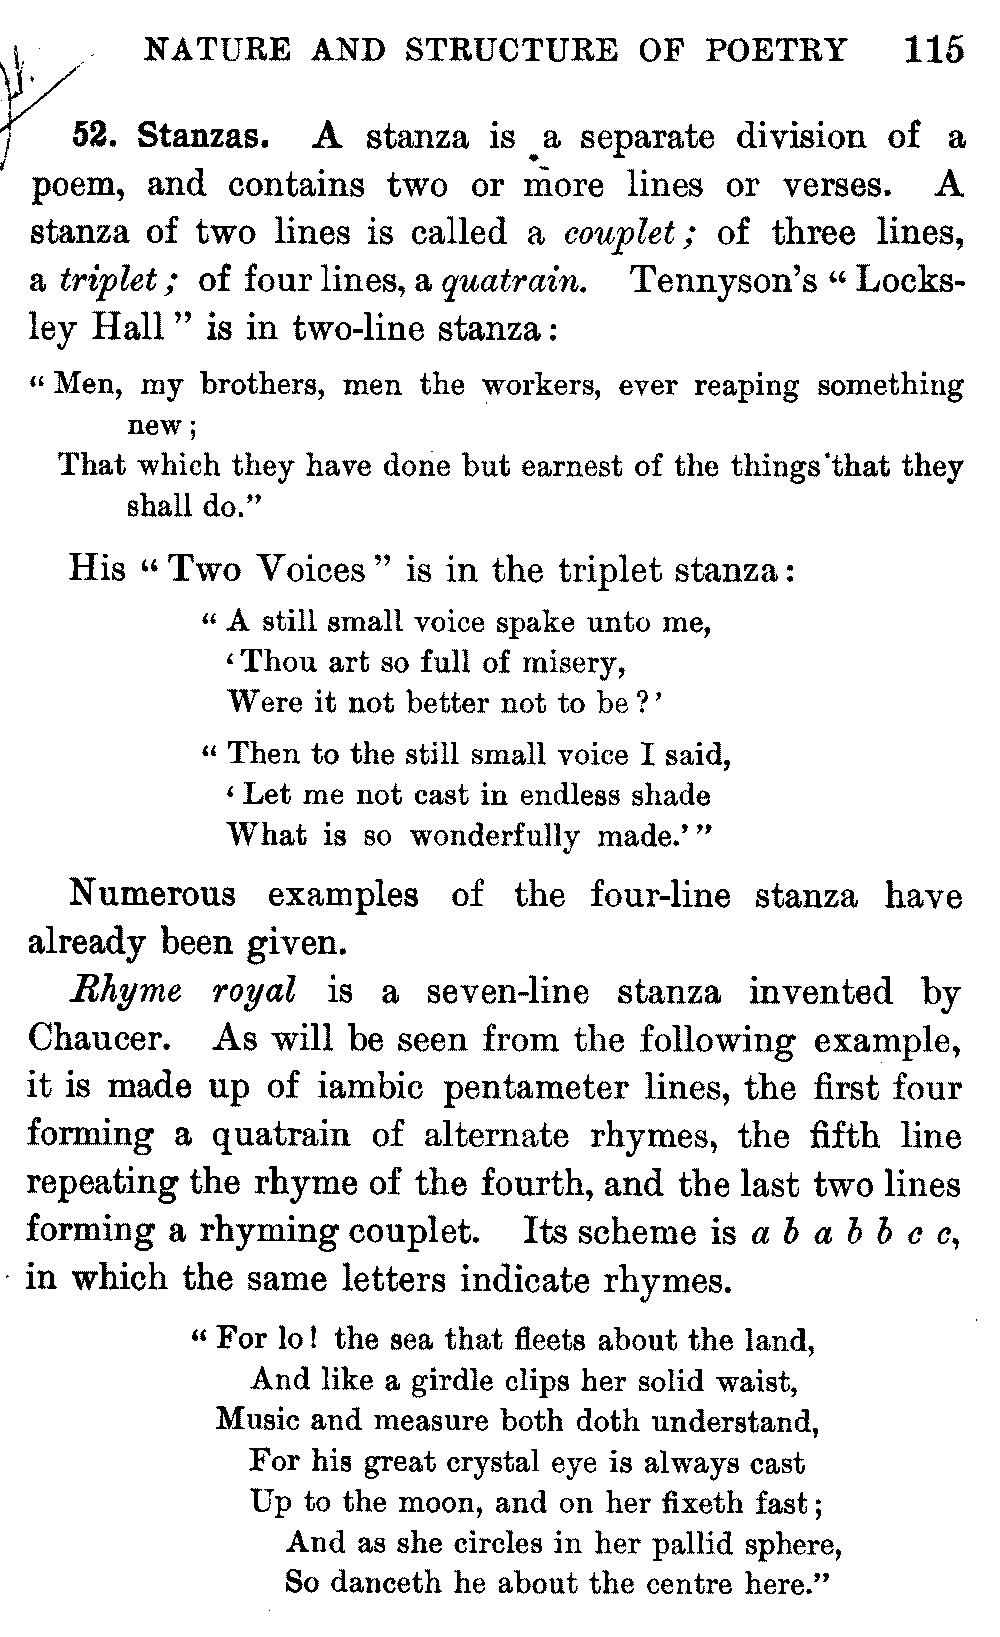 NATURE AND STRUCTURE OF POETRY 115
52. Stanzas. A stanza is a separate division of a
poem, and contains two or more lines or verses. A
stanza of two lines is called a couplet; of three lines,
a triplet; of four lines, a quatrain. Tennyson's "Locks-
ley Hall" is in two-line stanza:
"Men, my brothers, men the workers, ever reaping something
new;
That which they have done but earnest of the things that they
shall do."
His "Two Voices" is in the triplet stanza:
"A still small voice spake unto me,
'Thou art so full of misery,
Were it not better not to be?'
"Then to the still small voice I said,
'Let me not cast in endless shade
What is so wonderfully made.'"
Numerous examples of the four-line stanza have
already been given.
Rhyme royal is a seven-line stanza invented by
Chaucer. As will be seen from the following example,
it is made up of iambic pentameter lines, the first four
forming a quatrain of alternate rhymes, the fifth line
repeating the rhyme of the fourth, and the last two lines
forming a rhyming couplet. Its scheme is a b a b b c c,
in which the same letters indicate rhymes.
"For lo! the sea that fleets about the land,
And like a girdle clips her solid waist,
Music and measure both doth understand,
For his great crystal eye is always cast
Up to the moon, and on her fixeth fast;
And as she circles in her pallid sphere,
So danceth he about the centre here."